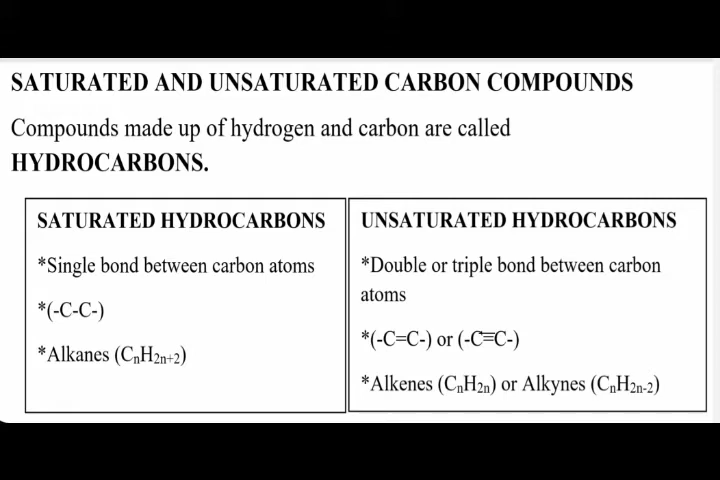 SATURATED AND UNSATURATED CARBON COMPOUNDS
Compounds made up of hydrogen and carbon are called
HYDROCARBONS.
SATURATED HYDROCARBONS
*Single bond between carbon atoms
*(-C-C-)
*Alkanes (CₙH₂ₙ₊₂)
UNSATURATED HYDROCARBONS
*Double or triple bond between carbon
atoms
*(-C=C-) or (-C≡C-)
*Alkenes (CₙH₂ₙ) or Alkynes (CₙH₂ₙ₋₂)